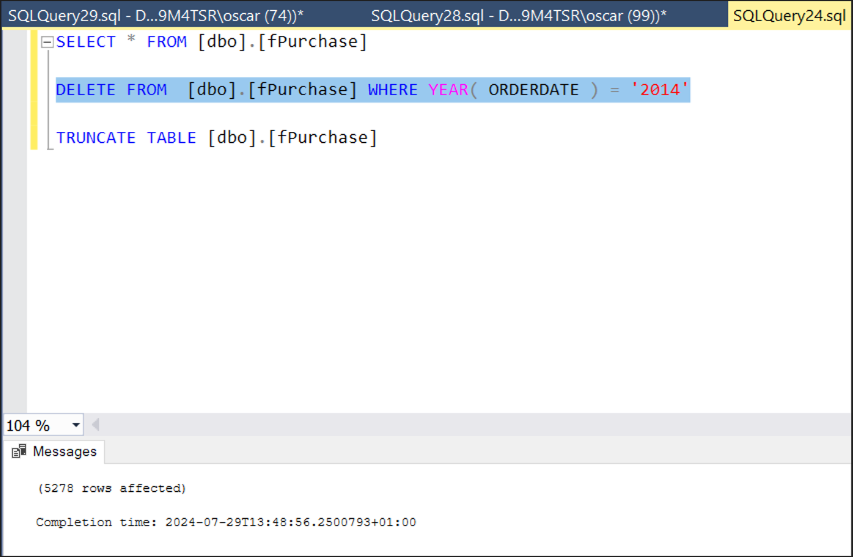 SQLQuery29.sql - D...9M4TSR\oscar (74))* SQLQuery28.sql - D...9M4TSR\oscar (99))* SQLQuery24.sql
SELECT * FROM [dbo].[fPurchase]
DELETE FROM  [dbo].[fPurchase] WHERE YEAR( ORDERDATE ) = '2014'
TRUNCATE TABLE [dbo].[fPurchase]
104 %
Messages
(5278 rows affected)
Completion time: 2024-07-29T13:48:56.2500793+01:00